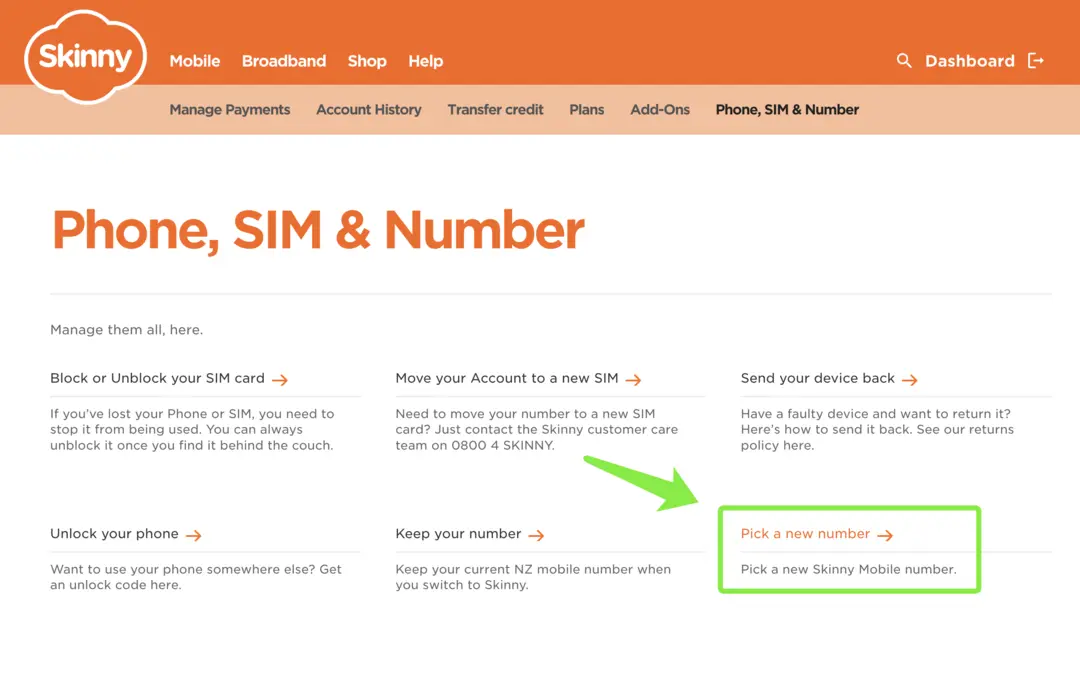 Skinny
Mobile Broadband Shop Help
Dashboard
Manage Payments Account History Transfer credit Plans Add-Ons Phone, SIM & Number
Phone, SIM & Number
Manage them all, here.
Block or Unblock your SIM card
If you’ve lost your Phone or SIM, you need to
stop it from being used. You can always
unblock it once you find it behind the couch.
Move your Account to a new SIM
Need to move your number to a new SIM
card? Just contact the Skinny customer care
team on 0800 4 SKINNY.
Send your device back
Have a faulty device and want to return it?
Here’s how to send it back. See our returns
policy here.
Unlock your phone
Want to use your phone somewhere else? Get
an unlock code here.
Keep your number
Keep your current NZ mobile number when
you switch to Skinny.
Pick a new number
Pick a new Skinny Mobile number.